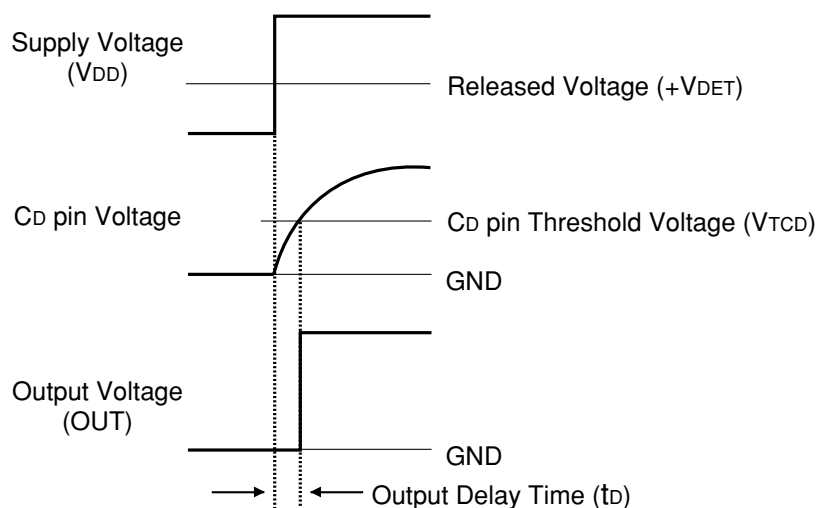 Supply Voltage
(VDD)
Released Voltage (+VDET)
CD pin Voltage
CD pin Threshold Voltage (VTCD)
GND
Output Voltage
(OUT)
GND
Output Delay Time (tD)